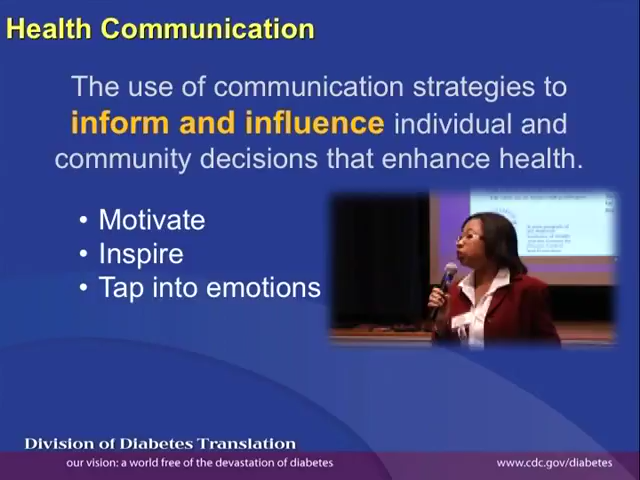 Health Communication
The use of communication strategies to
inform and influence individual and
community decisions that enhance health.
• Motivate
• Inspire
• Tap into emotions
Division of Diabetes Translation
our vision: a world free of the devastation of diabetes
www.cdc.gov/diabetes